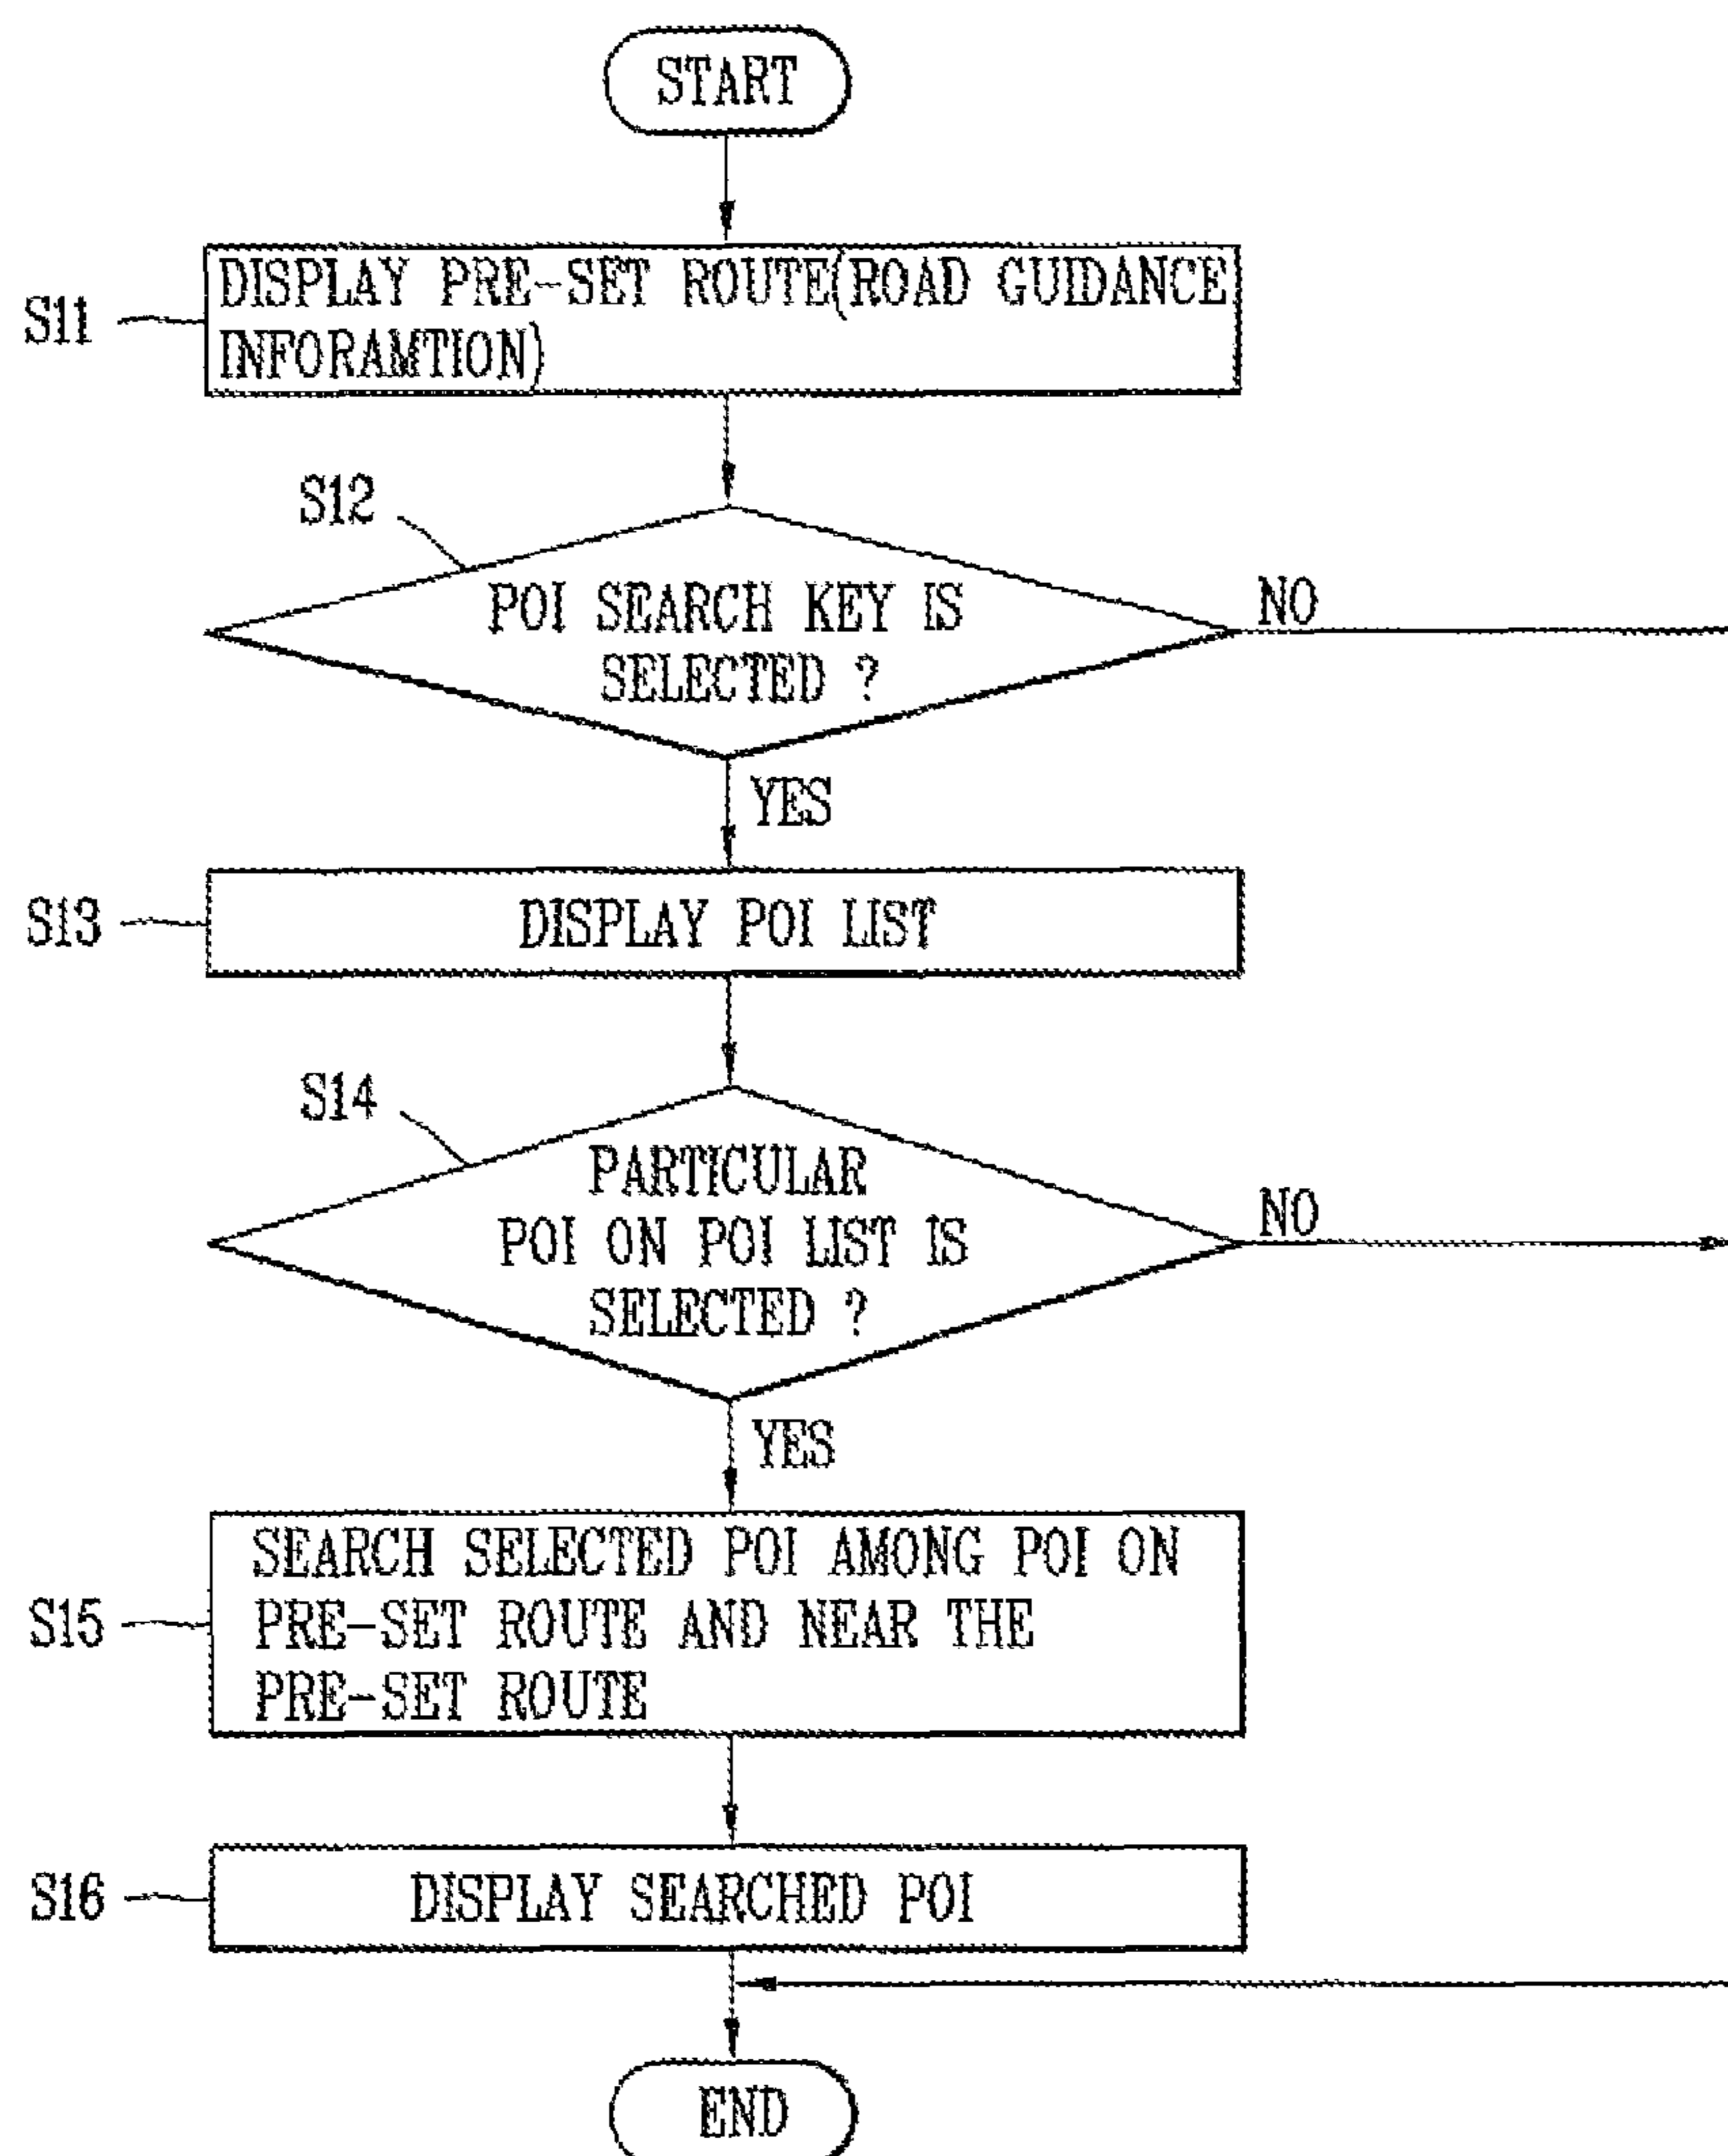 START
S11
DISPLAY PRE-SET ROUTE(ROAD GUIDANCE
INFORAMTION)
S12
POI SEARCH KEY IS
SELECTED ?
NO
YES
S13
DISPLAY POI LIST
S14
PARTICULAR
POI ON POI LIST IS
SELECTED ?
NO
YES
S15
SEARCH SELECTED POI AMONG POI ON
PRE-SET ROUTE AND NEAR THE
PRE-SET ROUTE
S16
DISPLAY SEARCHED POI
END